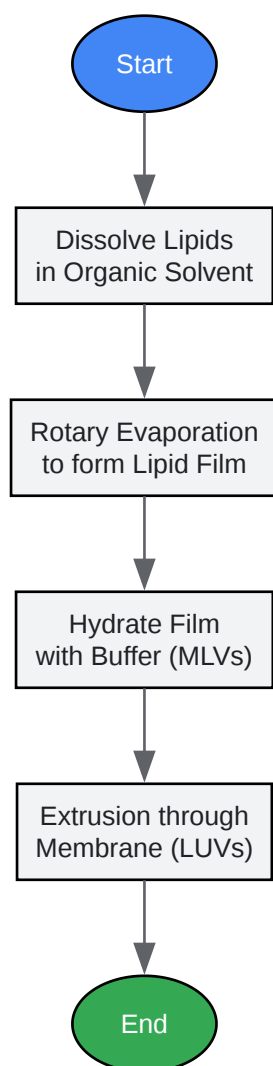 Start
Dissolve Lipids
in Organic Solvent
Rotary Evaporation
to form Lipid Film
Hydrate Film
with Buffer (MLVs)
Extrusion through
Membrane (LUVs)
End